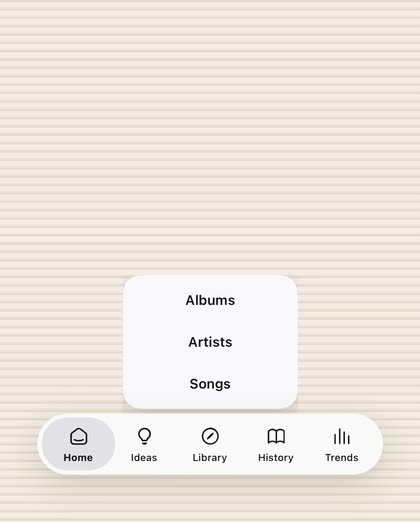 Albums
Artists
Songs
Home
Ideas
Library
History
Trends